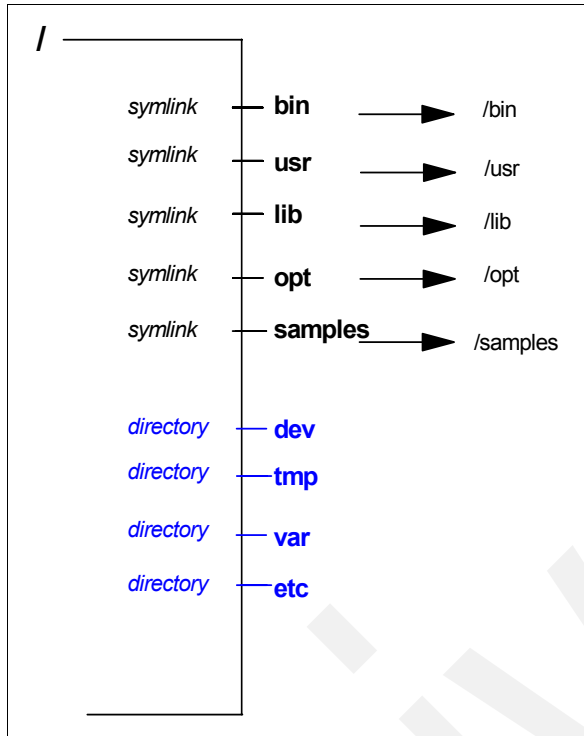 /
symlink bin /bin
symlink usr /usr
symlink lib /lib
symlink opt /opt
symlink samples /samples
directory dev
directory tmp
directory var
directory etc